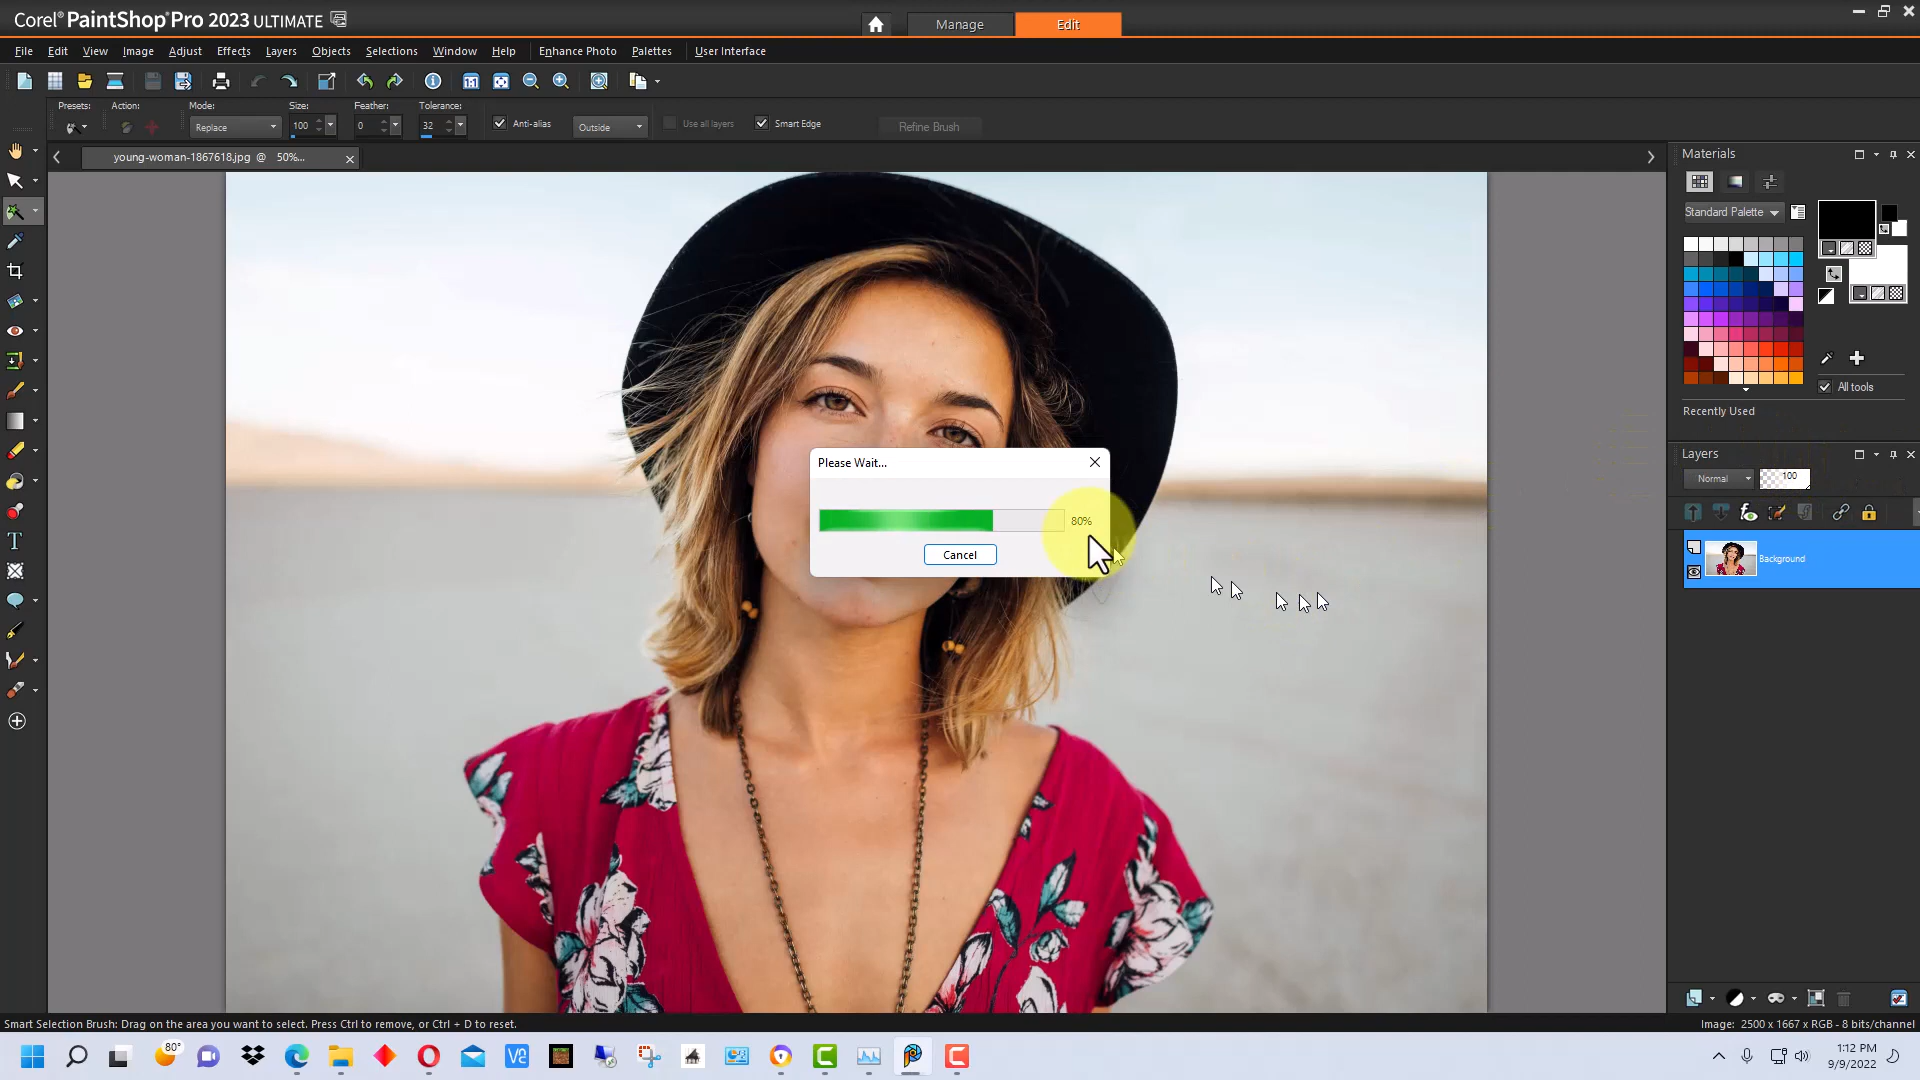 Corel® PaintShop® Pro 2023 ULTIMATE
Manage
Edit
File Edit View Image Adjust Effects Layers Objects Selections Window Help Enhance Photo Palettes User Interface
Presets: Action: Mode: Size: Feather: Tolerance:
Replace 100 0 32 Anti-alias Outside Use all layers Smart Edge Refine Brush
young-woman-1867618.jpg @ 50%...
Materials
Standard Palette
All tools
Recently Used
Layers
Normal 100
Background
Please Wait...
80%
Cancel
Smart Selection Brush: Drag on the area you want to select. Press Ctrl to remove, or Ctrl + D to reset.
Image: 2500 x 1667 x RGB - 8 bits/channel
80°
1:12 PM
9/9/2022